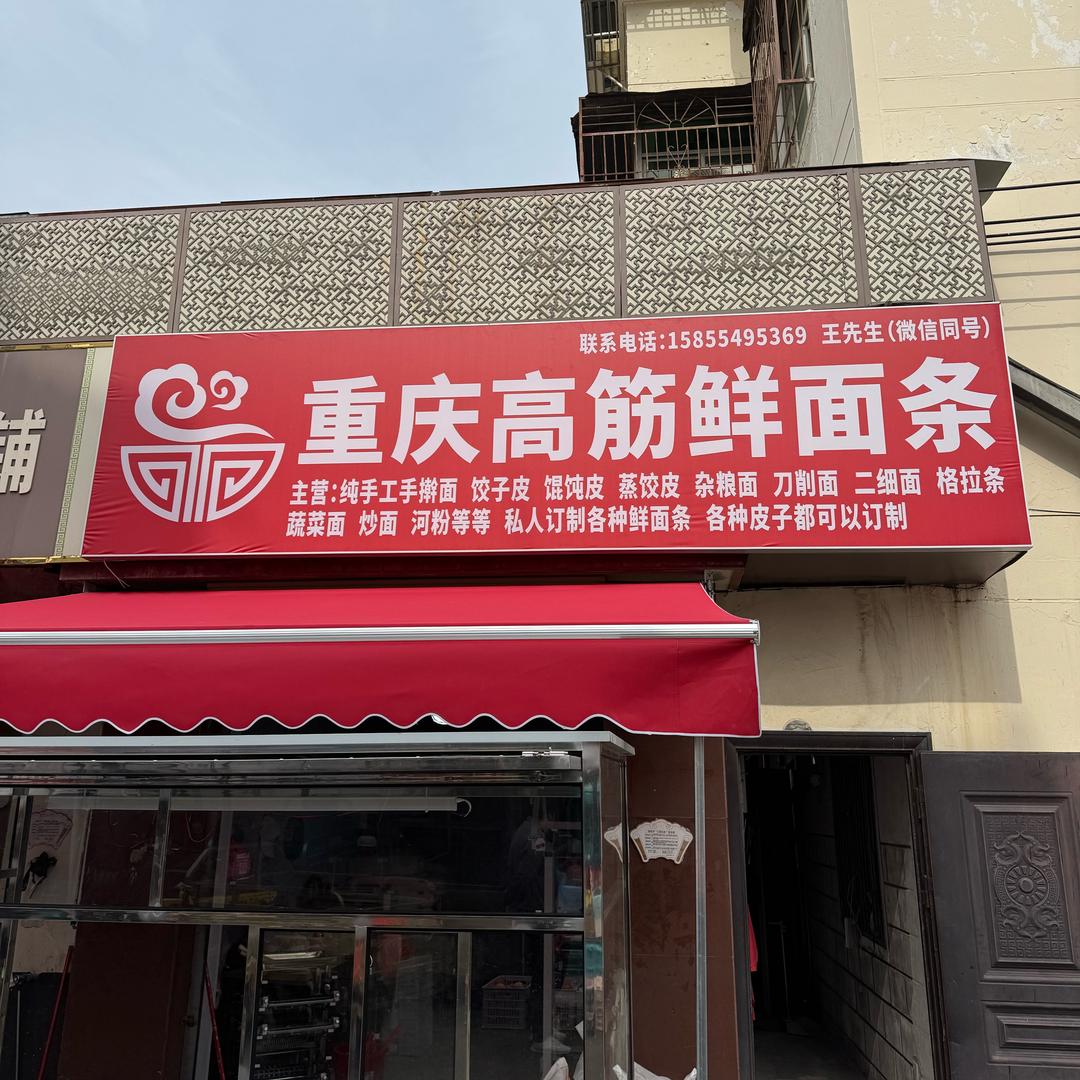 联系电话:15855495369 王先生(微信同号)
重庆高筋鲜面条
主营:纯手工手擀面 饺子皮 馄饨皮 蒸饺皮 杂粮面 刀削面 二细面 格拉条
蔬菜面 炒面 河粉等等 私人订制各种鲜面条 各种皮子都可以订制
铺